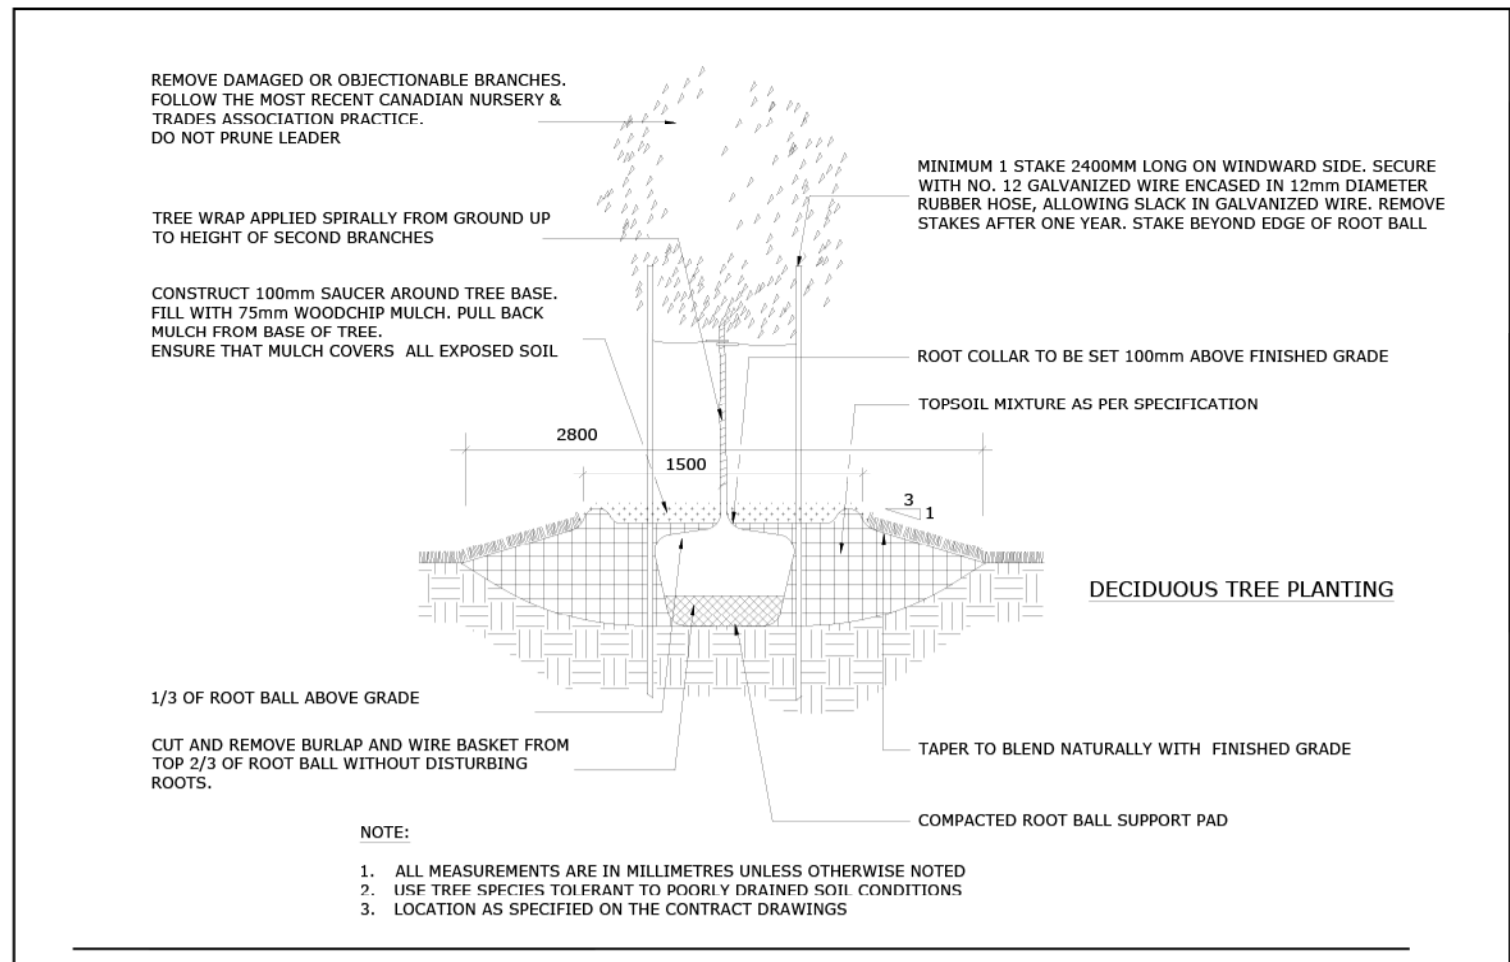 REMOVE DAMAGED OR OBJECTIONABLE BRANCHES.
FOLLOW THE MOST RECENT CANADIAN NURSERY &
TRADES ASSOCIATION PRACTICE.
DO NOT PRUNE LEADER
TREE WRAP APPLIED SPIRALLY FROM GROUND UP
TO HEIGHT OF SECOND BRANCHES
CONSTRUCT 100mm SAUCER AROUND TREE BASE.
FILL WITH 75mm WOODCHIP MULCH. PULL BACK
MULCH FROM BASE OF TREE.
ENSURE THAT MULCH COVERS ALL EXPOSED SOIL
MINIMUM 1 STAKE 2400MM LONG ON WINDWARD SIDE. SECURE
WITH NO. 12 GALVANIZED WIRE ENCASED IN 12mm DIAMETER
RUBBER HOSE, ALLOWING SLACK IN GALVANIZED WIRE. REMOVE
STAKES AFTER ONE YEAR. STAKE BEYOND EDGE OF ROOT BALL
ROOT COLLAR TO BE SET 100mm ABOVE FINISHED GRADE
TOPSOIL MIXTURE AS PER SPECIFICATION
2800
1500
3
1
DECIDUOUS TREE PLANTING
1/3 OF ROOT BALL ABOVE GRADE
CUT AND REMOVE BURLAP AND WIRE BASKET FROM
TOP 2/3 OF ROOT BALL WITHOUT DISTURBING
ROOTS.
TAPER TO BLEND NATURALLY WITH FINISHED GRADE
COMPACTED ROOT BALL SUPPORT PAD
NOTE:
1. ALL MEASUREMENTS ARE IN MILLIMETRES UNLESS OTHERWISE NOTED
2. USE TREE SPECIES TOLERANT TO POORLY DRAINED SOIL CONDITIONS
3. LOCATION AS SPECIFIED ON THE CONTRACT DRAWINGS